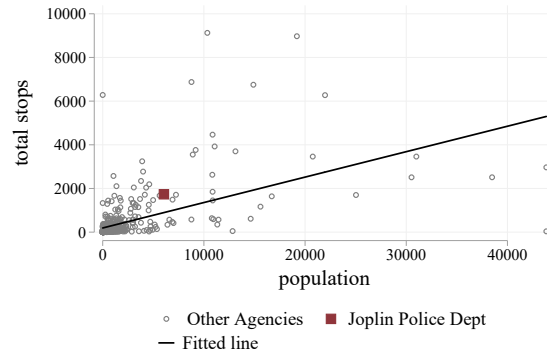 10000
8000
6000
4000
2000
0
total stops
0 10000 20000 30000 40000
population
Other Agencies Joplin Police Dept
Fitted line